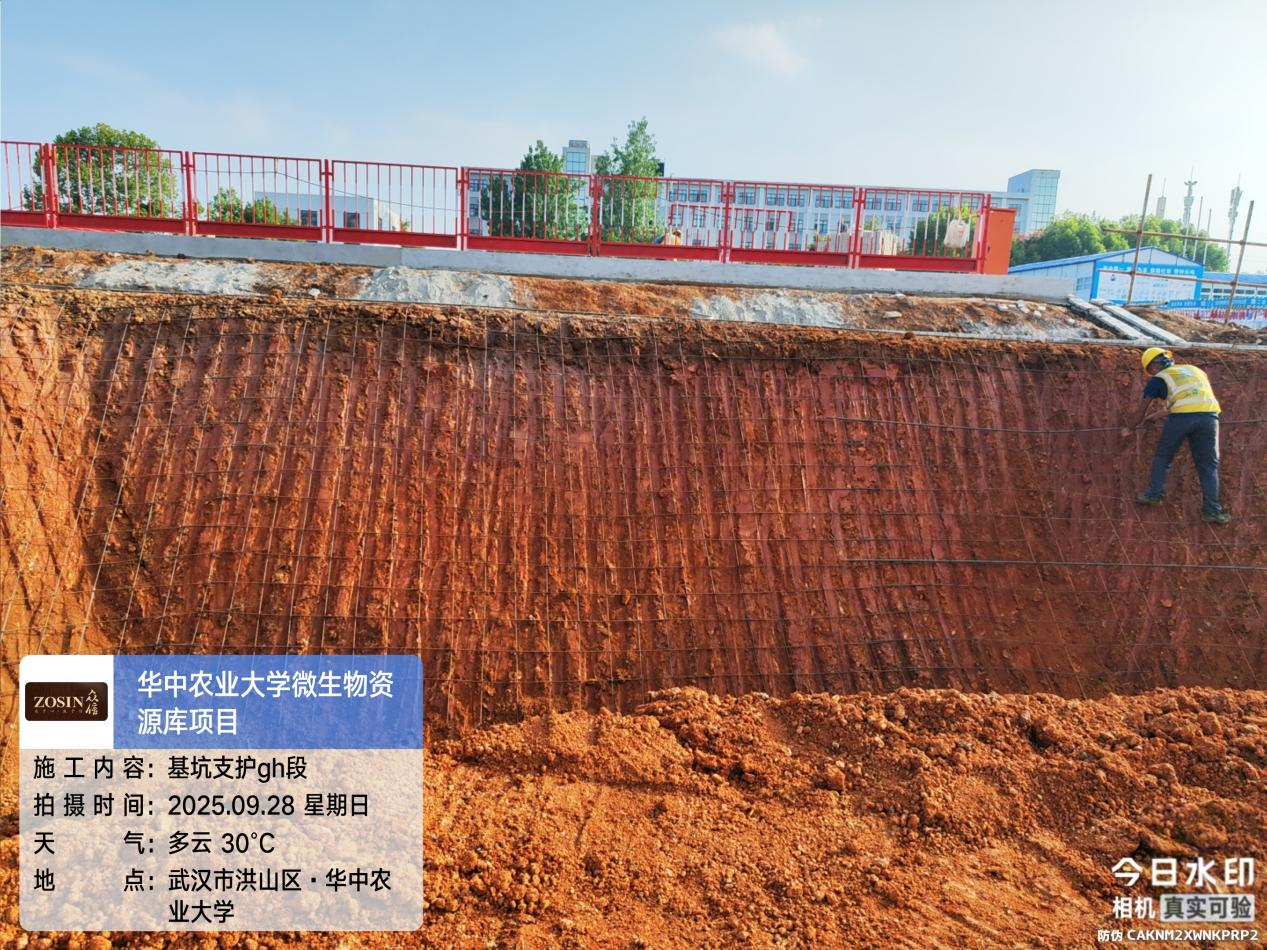 ZOSIN
众信
华中农业大学微生物资
源库项目
施工内容：基坑支护gh段
拍摄时间：2025.09.28 星期日
天气：多云 30°C
地点：武汉市洪山区·华中农
业大学
今日水印
相机 真实可验
防伪 CAKNM2XWNKPRP2